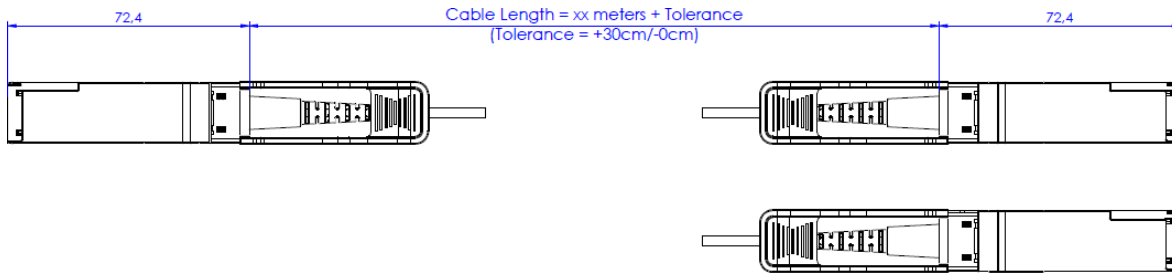 72,4
Cable Length = xx meters + Tolerance
72,4
(Tolerance = +30cm/-0cm)